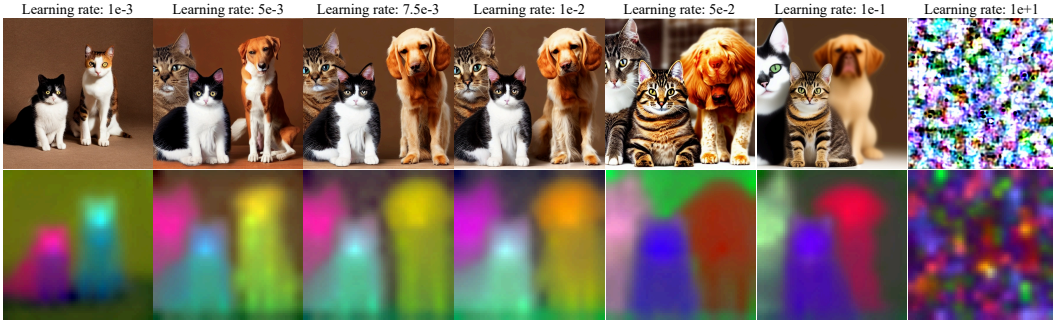 Learning rate: 1e-3
Learning rate: 5e-3
Learning rate: 7.5e-3
Learning rate: 1e-2
Learning rate: 5e-2
Learning rate: 1e-1
Learning rate: 1e+1